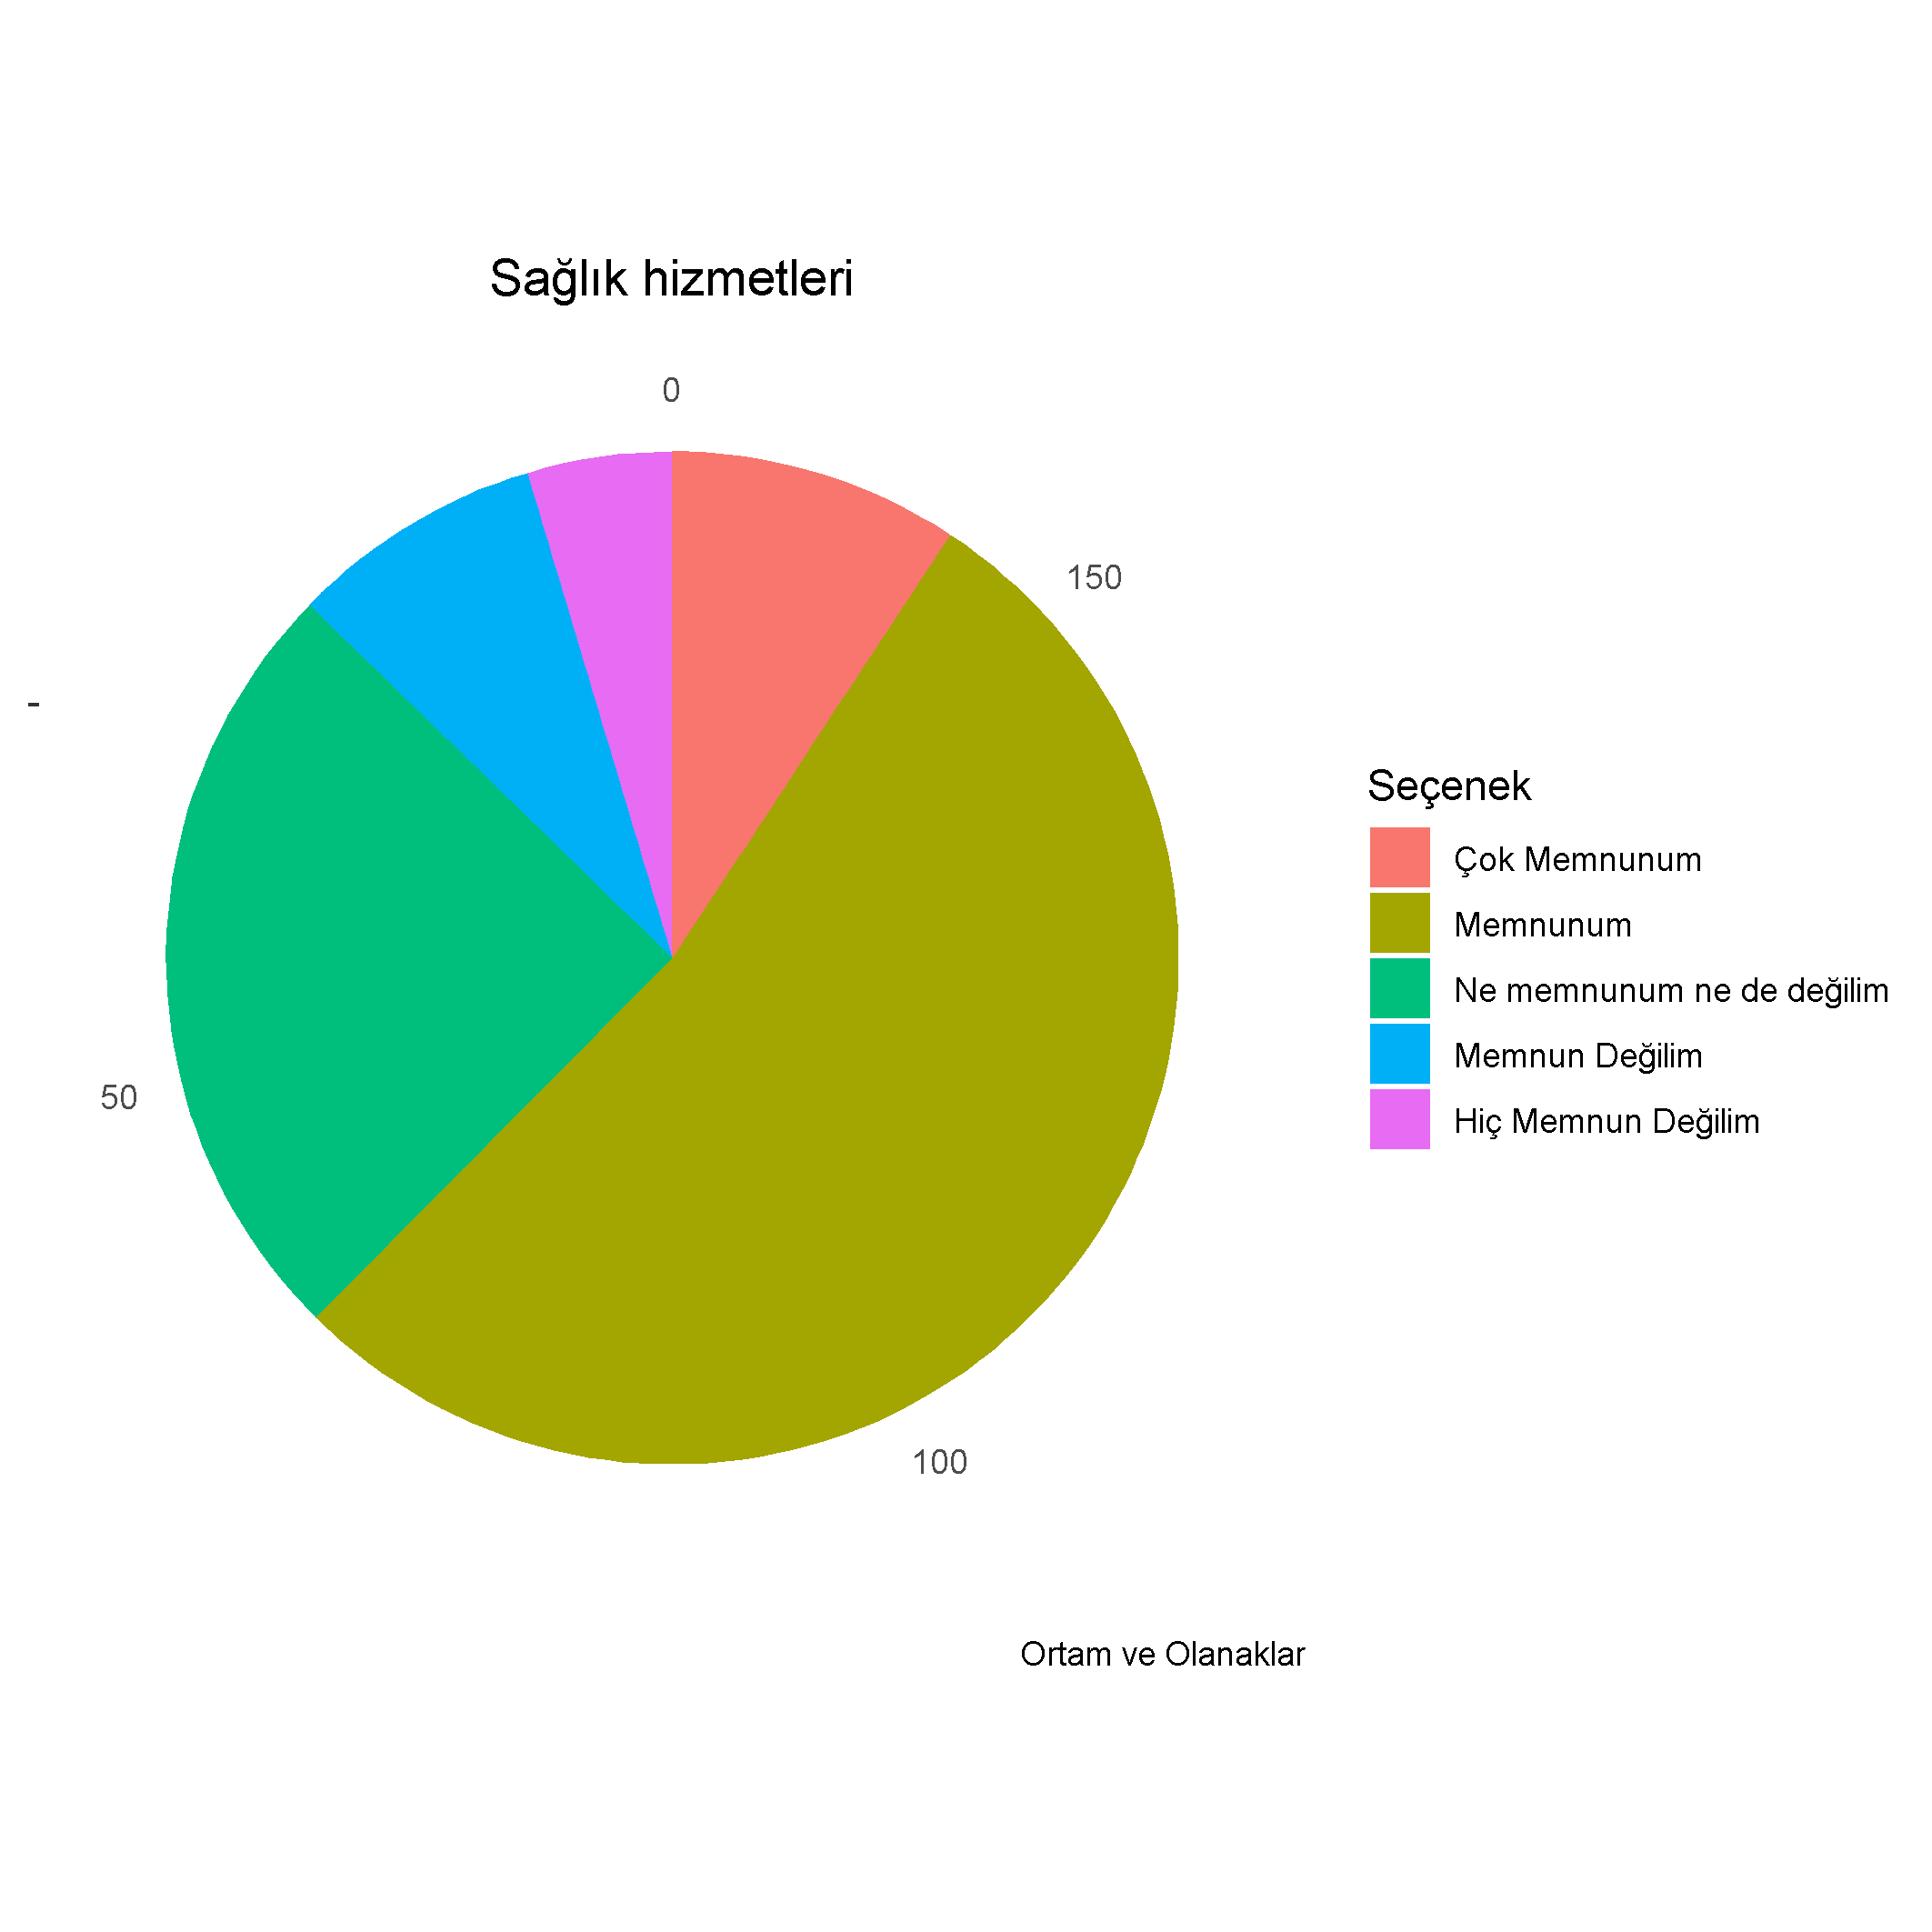 Sağlık hizmetleri
0
150
-
50
100
Seçenek
Çok Memnunum
Memnunum
Ne memnunum ne de değilim
Memnun Değilim
Hiç Memnun Değilim
Ortam ve Olanaklar